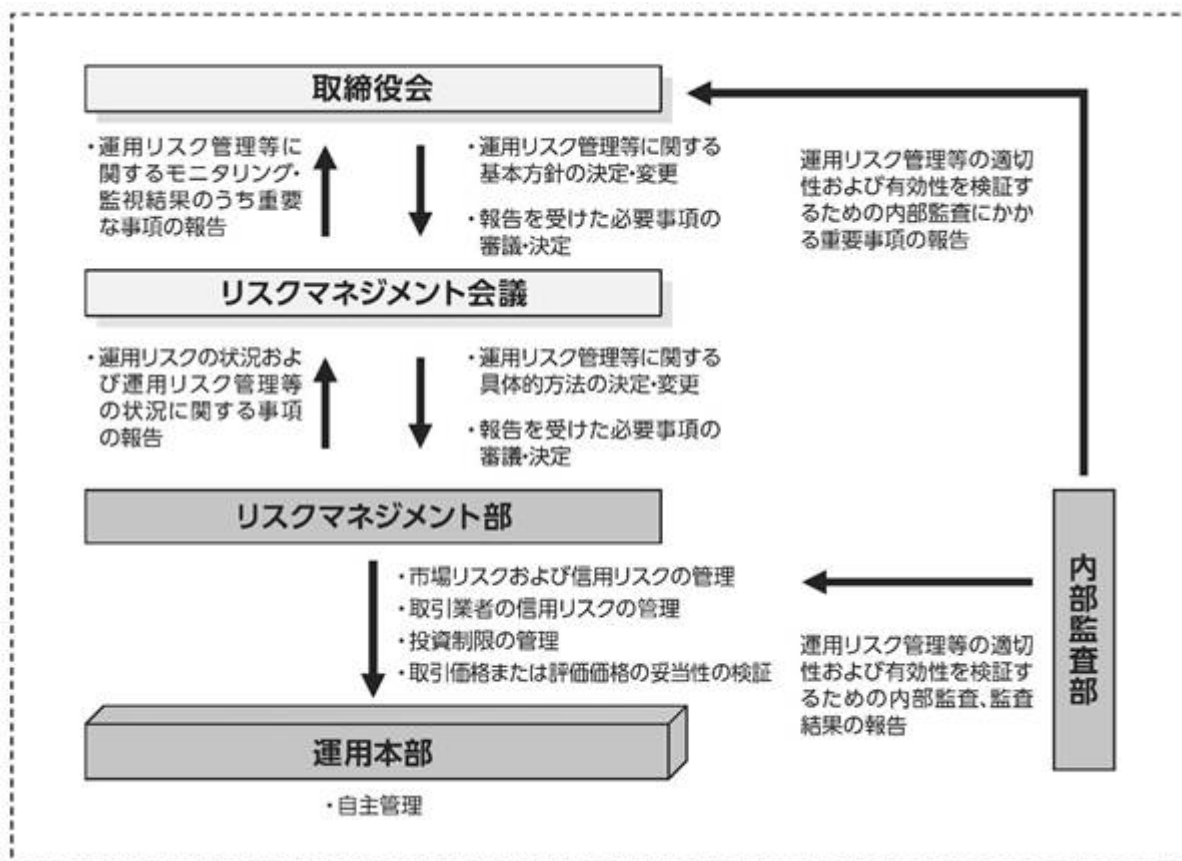 取締役会
・運用リスク管理等に
関するモニタリング・
監視結果のうち重要
な事項の報告
・運用リスク管理等に関する
基本方針の決定・変更
・報告を受けた必要事項の
審議・決定
運用リスク管理等の適切
性および有効性を検証す
るための内部監査にかか
る重要事項の報告
リスクマネジメント会議
・運用リスクの状況およ
び運用リスク管理等
の状況に関する事項
の報告
・運用リスク管理等に関する
具体的方法の決定・変更
・報告を受けた必要事項の
審議・決定
リスクマネジメント部
・市場リスクおよび信用リスクの管理
・取引業者の信用リスクの管理
・投資制限の管理
・取引価格または評価価格の妥当性の検証
運用リスク管理等の適切
性および有効性を検証す
るための内部監査、監査
結果の報告
内部監査部
運用本部
・自主管理